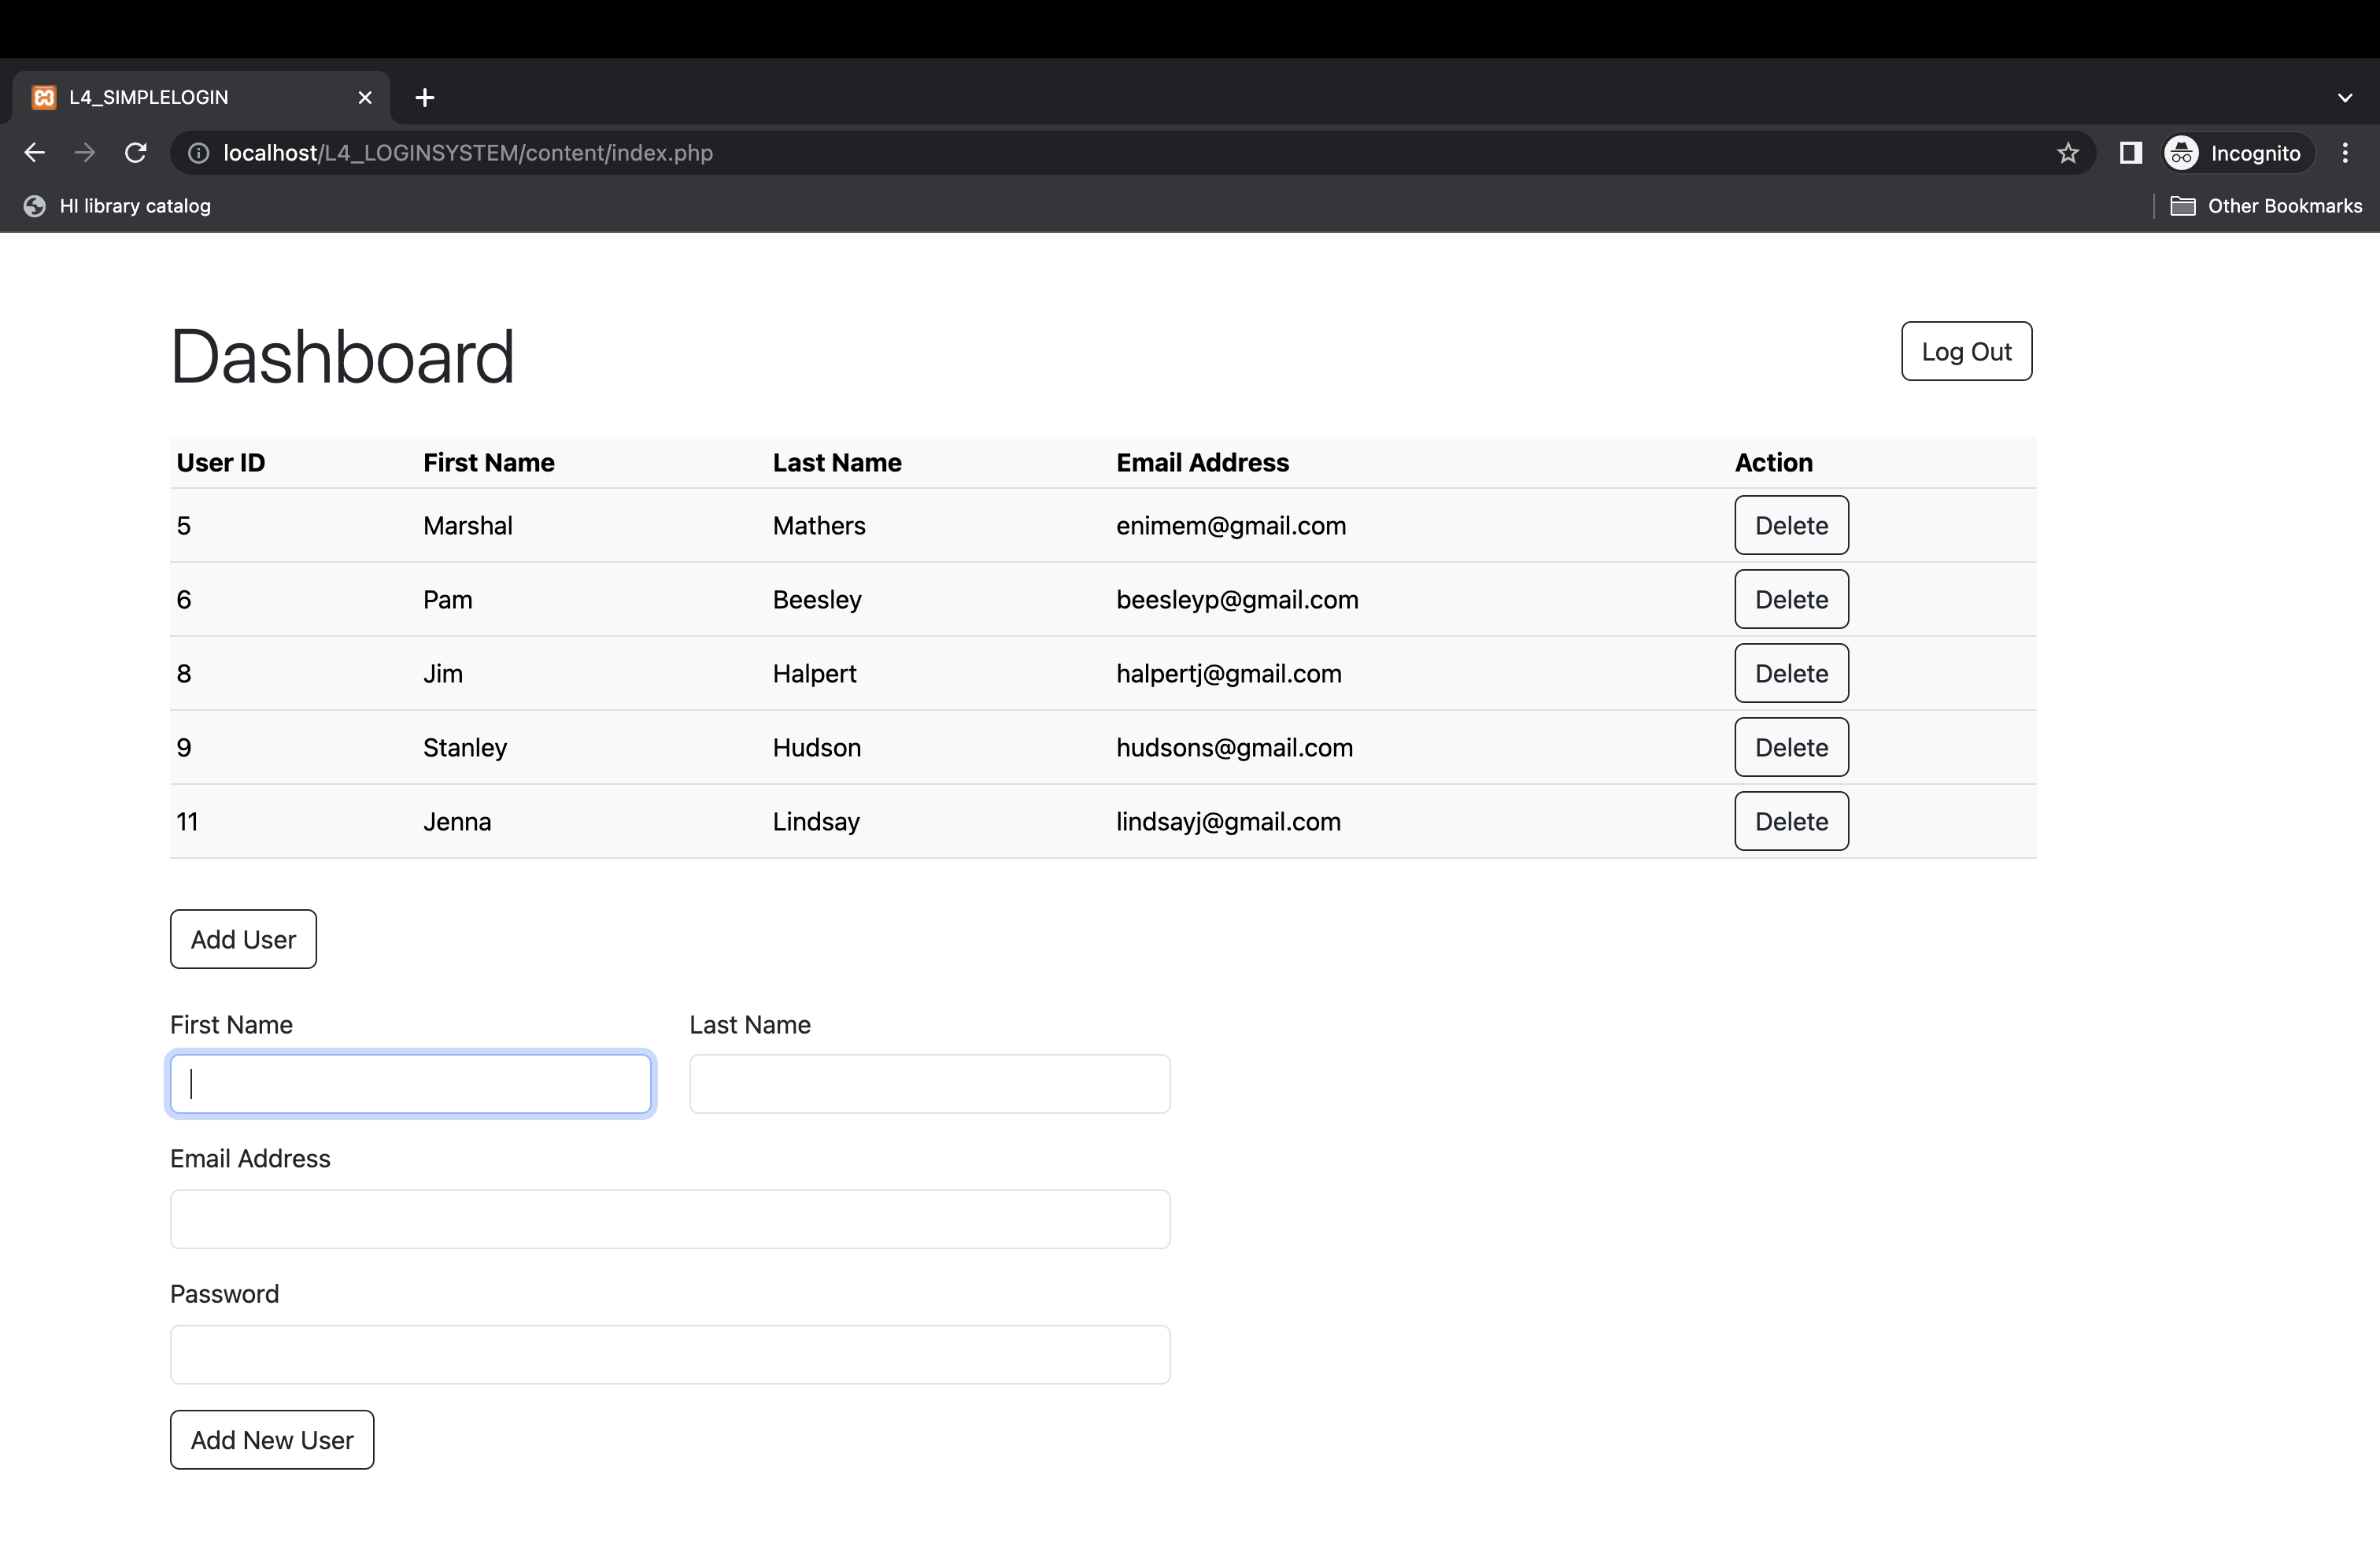 L4_SIMPLELOGIN
localhost/L4_LOGINSYSTEM/content/index.php
Incognito
HI library catalog
Other Bookmarks
Dashboard
Log Out
User ID First Name Last Name Email Address Action
5 Marshal Mathers enimem@gmail.com Delete
6 Pam Beesley beesleyp@gmail.com Delete
8 Jim Halpert halpertj@gmail.com Delete
9 Stanley Hudson hudsons@gmail.com Delete
11 Jenna Lindsay lindsayj@gmail.com Delete
Add User
First Name Last Name
Email Address
Password
Add New User